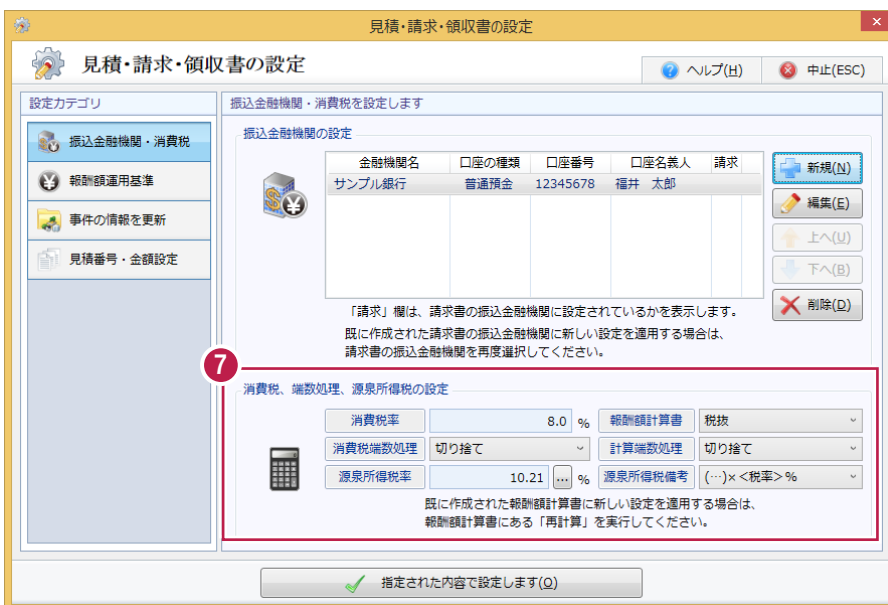 見積・請求・領収書の設定
見積・請求・領収書の設定
ヘルプ(H)
中止(ESC)
設定カテゴリ
振込金融機関・消費税
報酬額運用基準
事件の情報を更新
見積番号・金額設定
振込金融機関・消費税を設定します
振込金融機関の設定
金融機関名 口座の種類 口座番号 口座名義人 請求
サンプル銀行 普通預金 12345678 福井 太郎
新規(N)
編集(E)
上へ(U)
下へ(B)
削除(D)
「請求」欄は、請求書の振込金融機関に設定されているかを表示します。
既に作成された請求書の振込金融機関に新しい設定を適用する場合は、
請求書の振込金融機関を再度選択してください。
7
消費税、端数処理、源泉所得税の設定
消費税率 8.0 % 報酬額計算書 税抜
消費税端数処理 切り捨て 計算端数処理 切り捨て
源泉所得税率 10.21 ... % 源泉所得税備考 (…)×<税率>%
既に作成された報酬額計算書に新しい設定を適用する場合は、
報酬額計算書にある「再計算」を実行してください。
指定された内容で設定します(O)